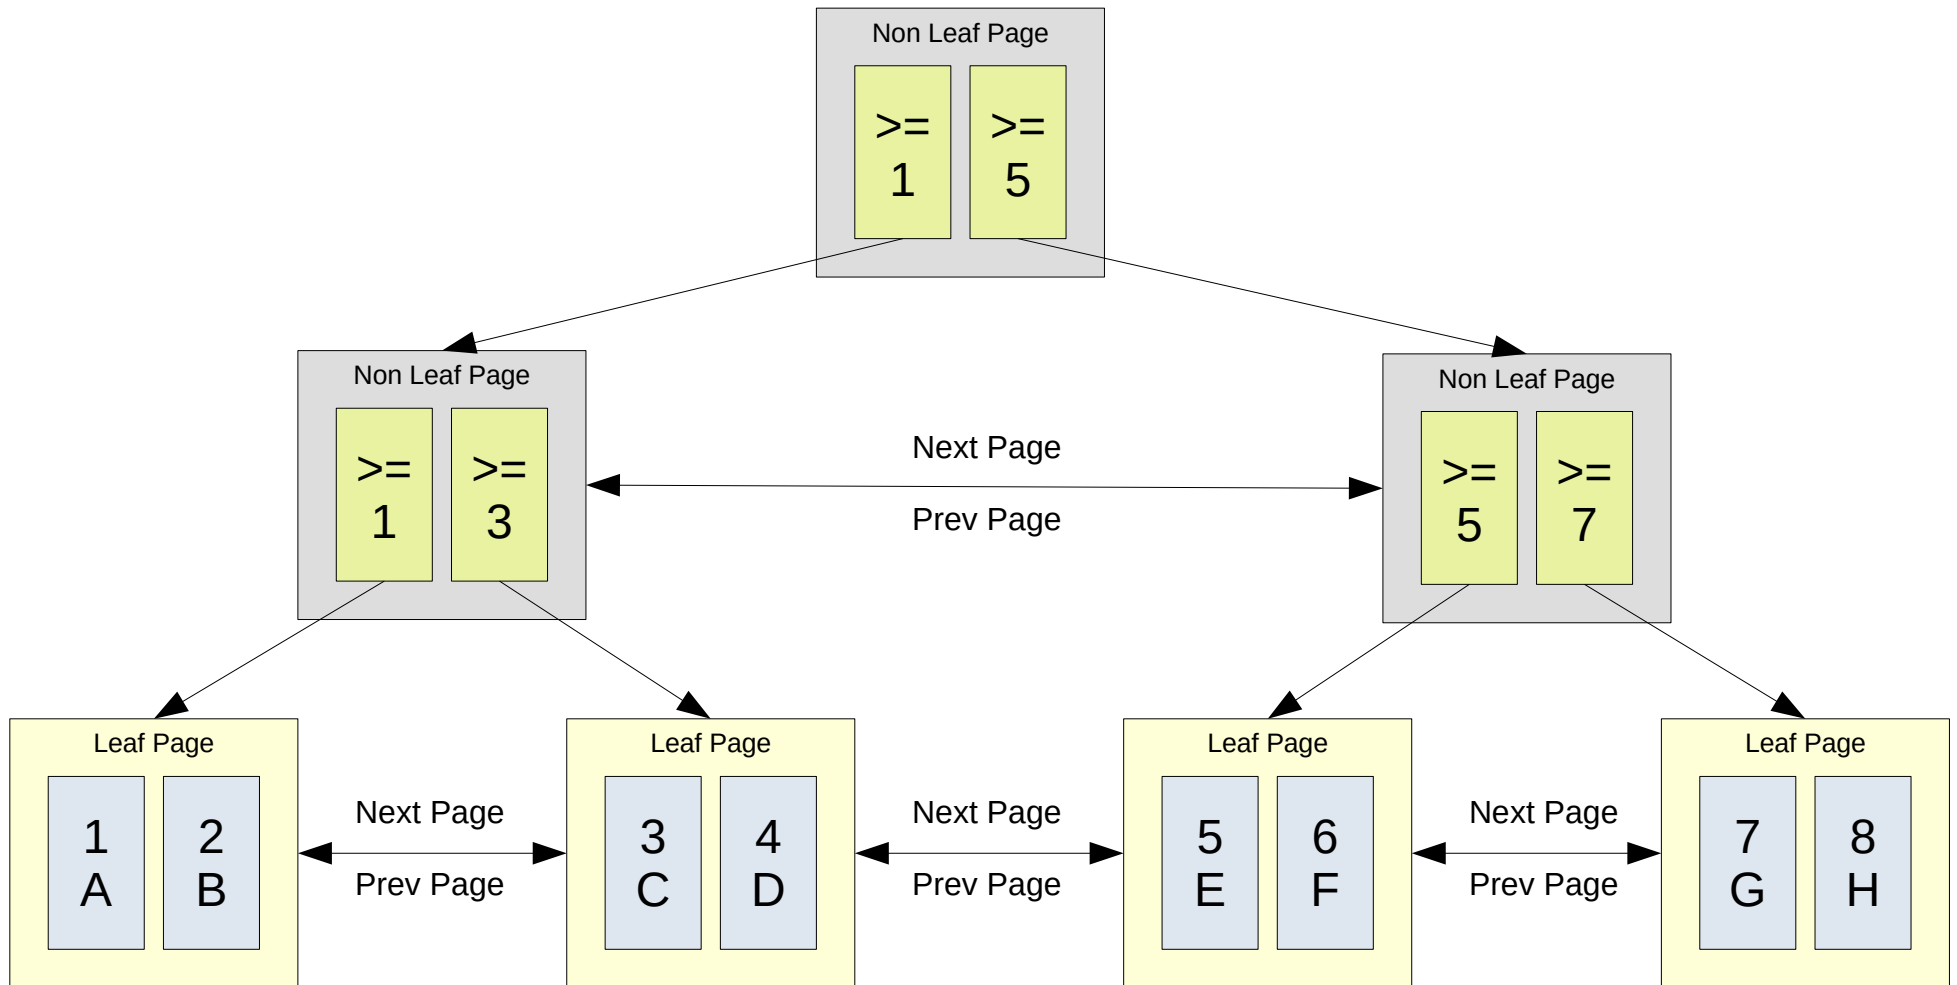 Non Leaf Page
>= >=
1 5
Non Leaf Page
>= >=
1 3
Next Page
Prev Page
Non Leaf Page
>= >=
5 7
Leaf Page
1 2
A B
Next Page
Prev Page
Leaf Page
3 4
C D
Next Page
Prev Page
Leaf Page
5 6
E F
Next Page
Prev Page
Leaf Page
7 8
G H